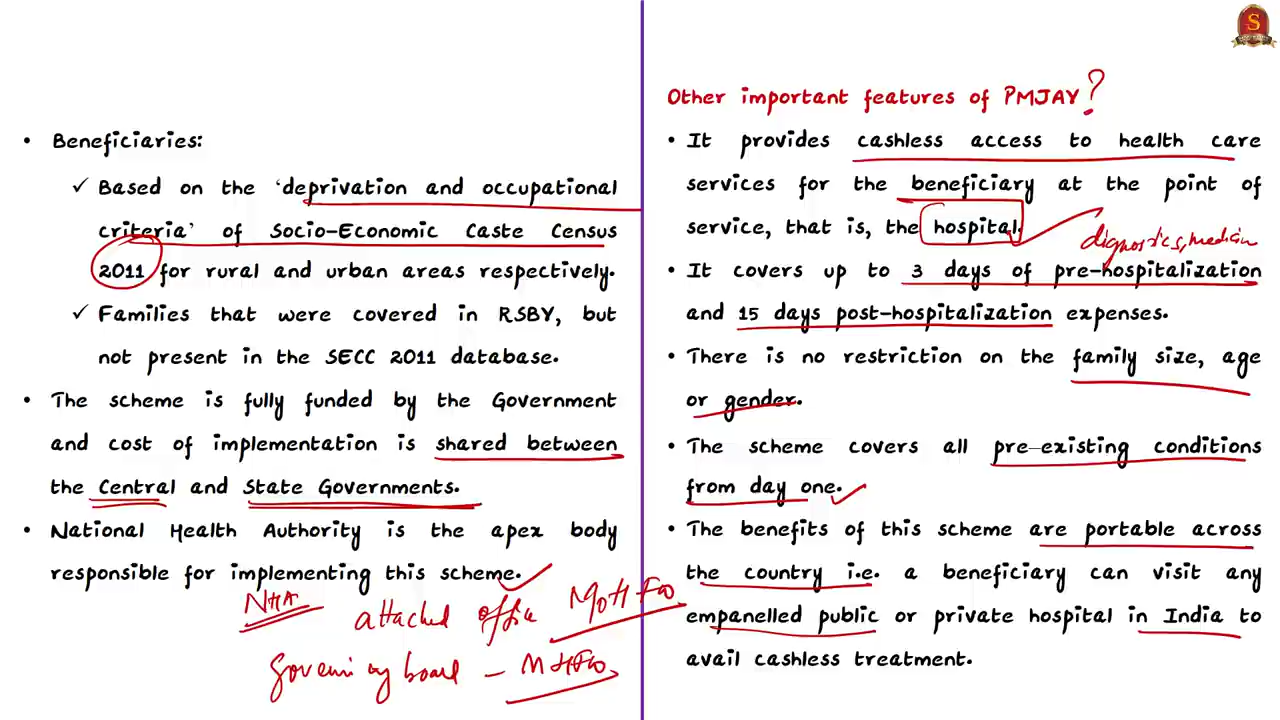 • Beneficiaries:
✓ Based on the 'deprivation and occupational
criteria' of Socio-Economic Caste Census
2011 for rural and urban areas respectively.
✓ Families that were covered in RSBY, but
not present in the SECC 2011 database.
• The scheme is fully funded by the Government
and cost of implementation is shared between
the Central and State Governments.
• National Health Authority is the apex body
responsible for implementing this scheme.
NHA
attached office MoHFW
Governing board – MHFW
Other important features of PMJAY?
• It provides cashless access to health care
services for the beneficiary at the point of
service, that is, the hospital.
diagnostics, medicin
• It covers up to 3 days of pre-hospitalization
and 15 days post-hospitalization expenses.
• There is no restriction on the family size, age
or gender.
• The scheme covers all pre-existing conditions
from day one.
• The benefits of this scheme are portable across
the country i.e. a beneficiary can visit any
empanelled public or private hospital in India to
avail cashless treatment.
S